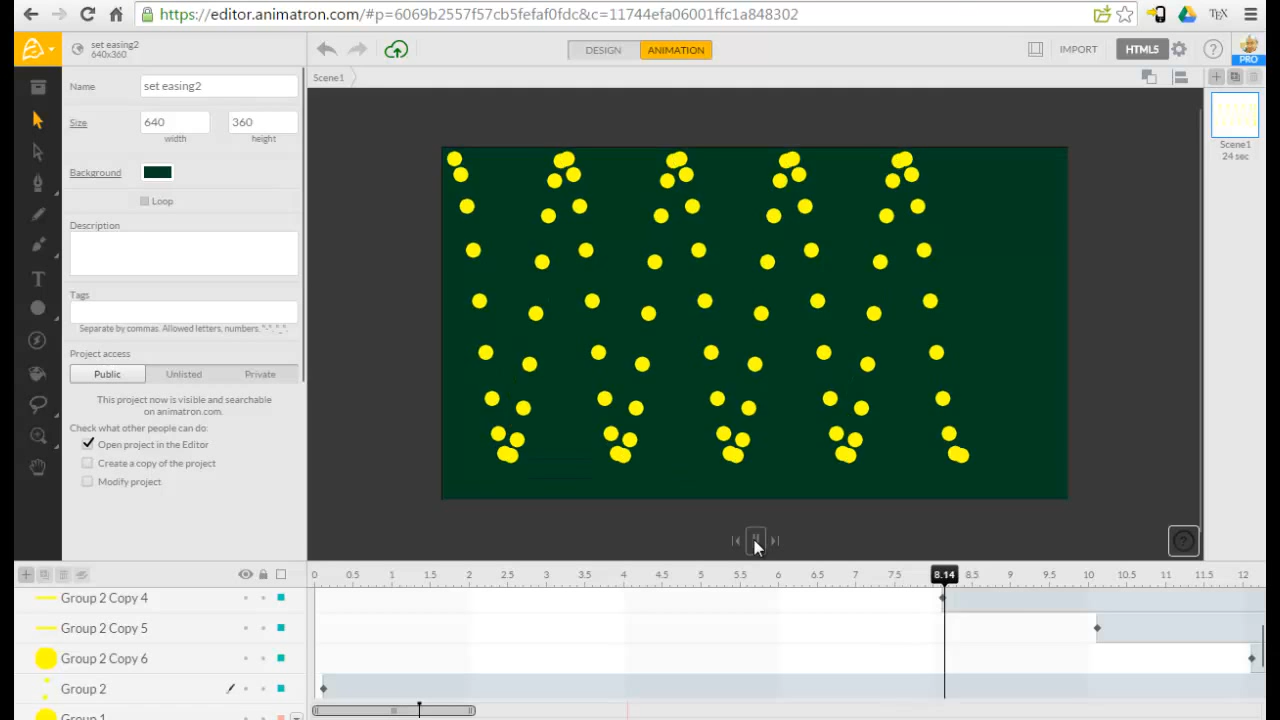 https://editor.animatron.com/#p=6069b2557f57cb5fefaf0fdc&c=11744efa06001ffc1a848302
TEX
set easing2
640x360
DESIGN
ANIMATION
IMPORT
HTML5
?
PRO
Scene1
Name
set easing2
Size
640
360
width
height
Background
Loop
Description
Tags
Separate by commas. Allowed letters, numbers, "-", "_".
Project access
Public
Unlisted
Private
This project now is visible and searchable
on animatron.com.
Check what other people can do:
Open project in the Editor
Create a copy of the project
Modify project
T
Scene1
24 sec
?
0 0.5 1 1.5 2 2.5 3 3.5 4 4.5 5 5.5 6 6.5 7 7.5 8.14 8.5 9 9.5 10 10.5 11 11.5 12
Group 2 Copy 4
Group 2 Copy 5
Group 2 Copy 6
Group 2
Group 1